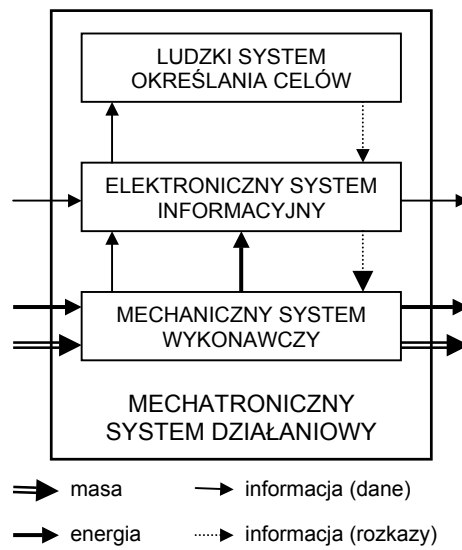 LUDZKI SYSTEM
OKREŚLANIA CELÓW
ELEKTRONICZNY SYSTEM
INFORMACYJNY
MECHANICZNY SYSTEM
WYKONAWCZY
MECHATRONICZNY
SYSTEM DZIAŁANIOWY
masa
informacja (dane)
energia
informacja (rozkazy)